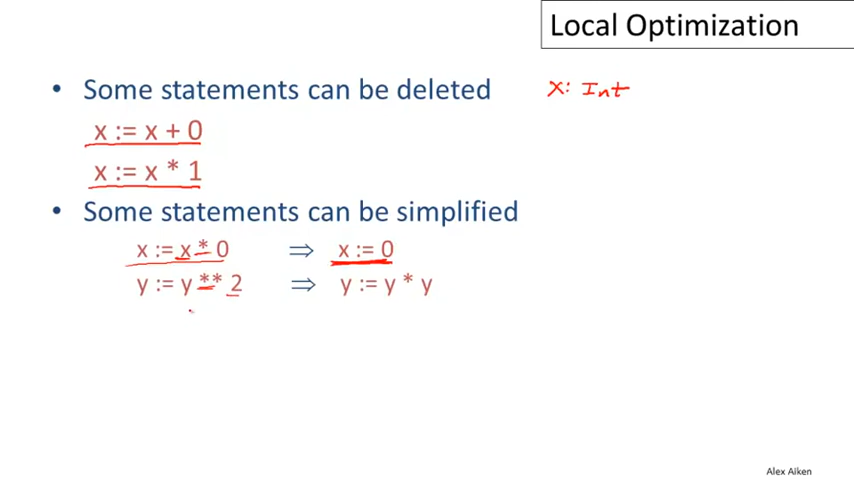 Local Optimization
• Some statements can be deleted
x: Int
x := x + 0
x := x * 1
• Some statements can be simplified
x := x * 0 ⇒ x := 0
y := y ** 2 ⇒ y := y * y
Alex Aiken